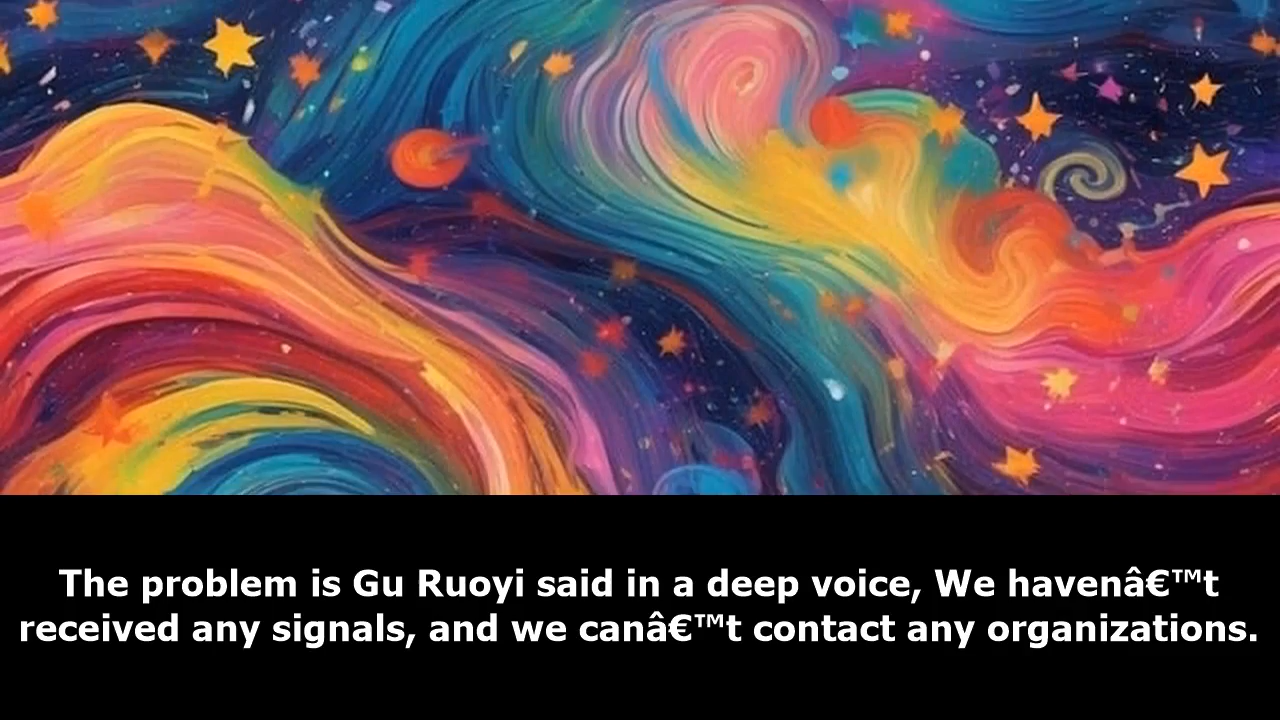 The problem is Gu Ruoyi said in a deep voice, We havenâ€™t
received any signals, and we canâ€™t contact any organizations.